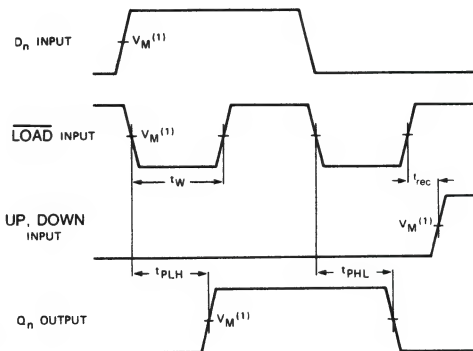 Dn INPUT
VM(1)
LOAD INPUT
VM(1)
tW
trec
UP, DOWN
INPUT
VM(1)
tPLH
tPHL
Qn OUTPUT
VM(1)